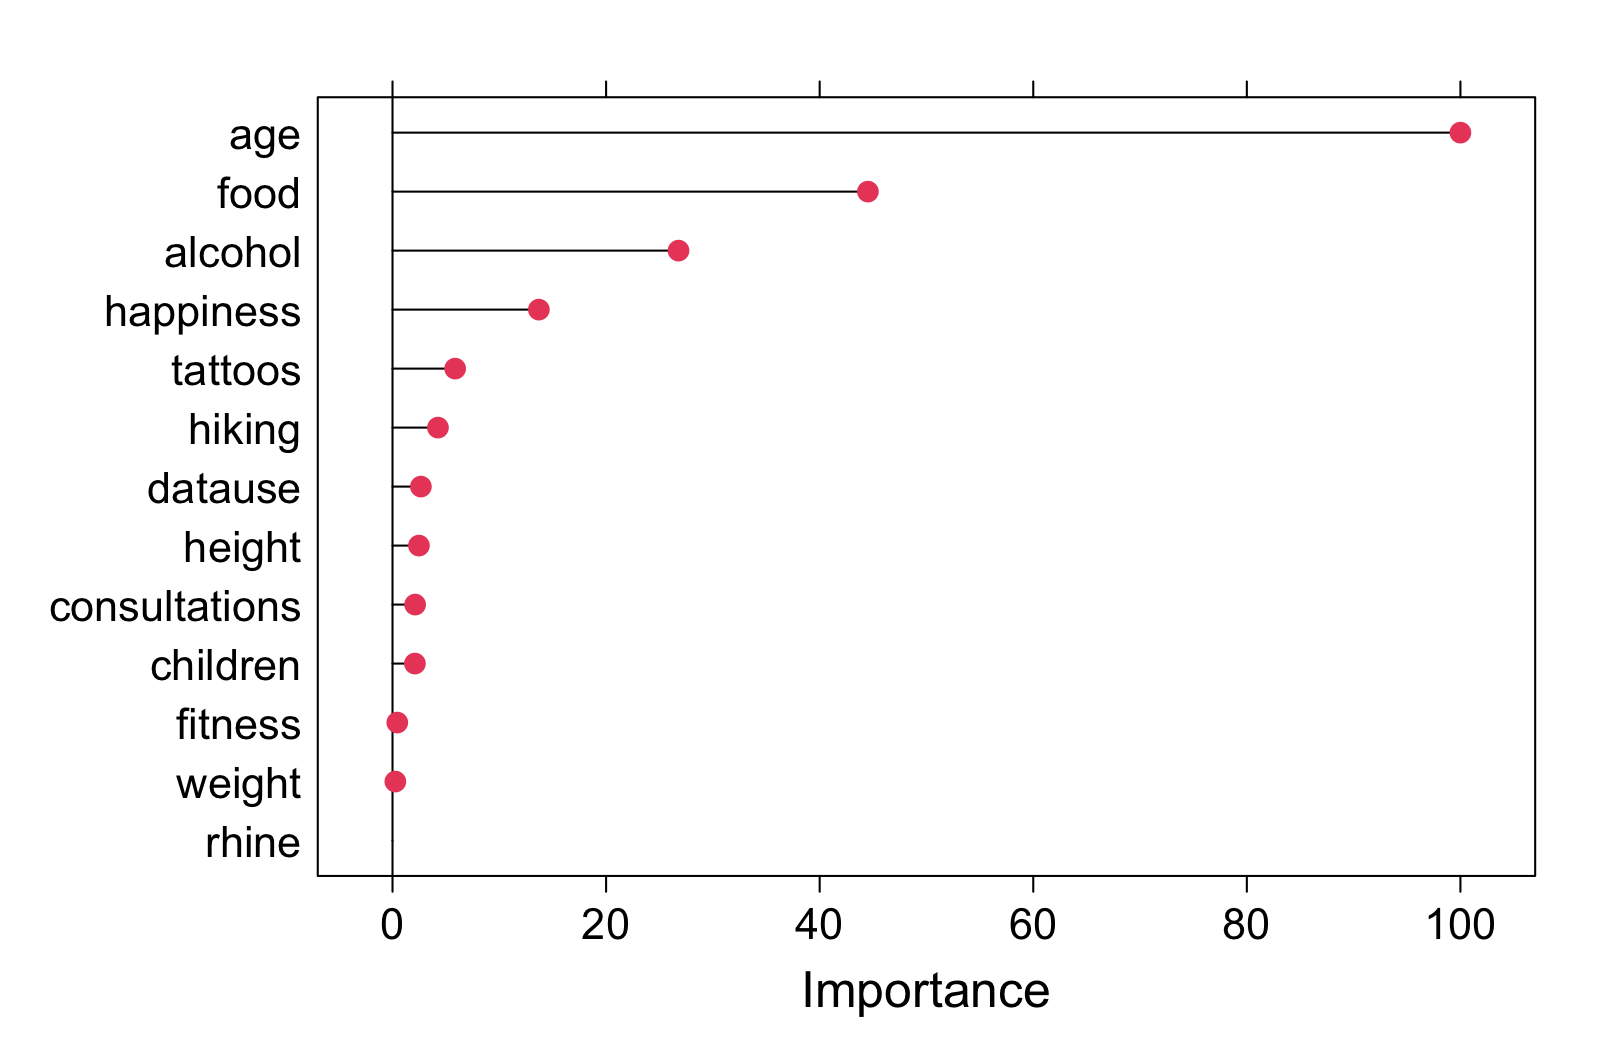 age
food
alcohol
happiness
tattoos
hiking
datause
height
consultations
children
fitness
weight
rhine
0 20 40 60 80 100
Importance